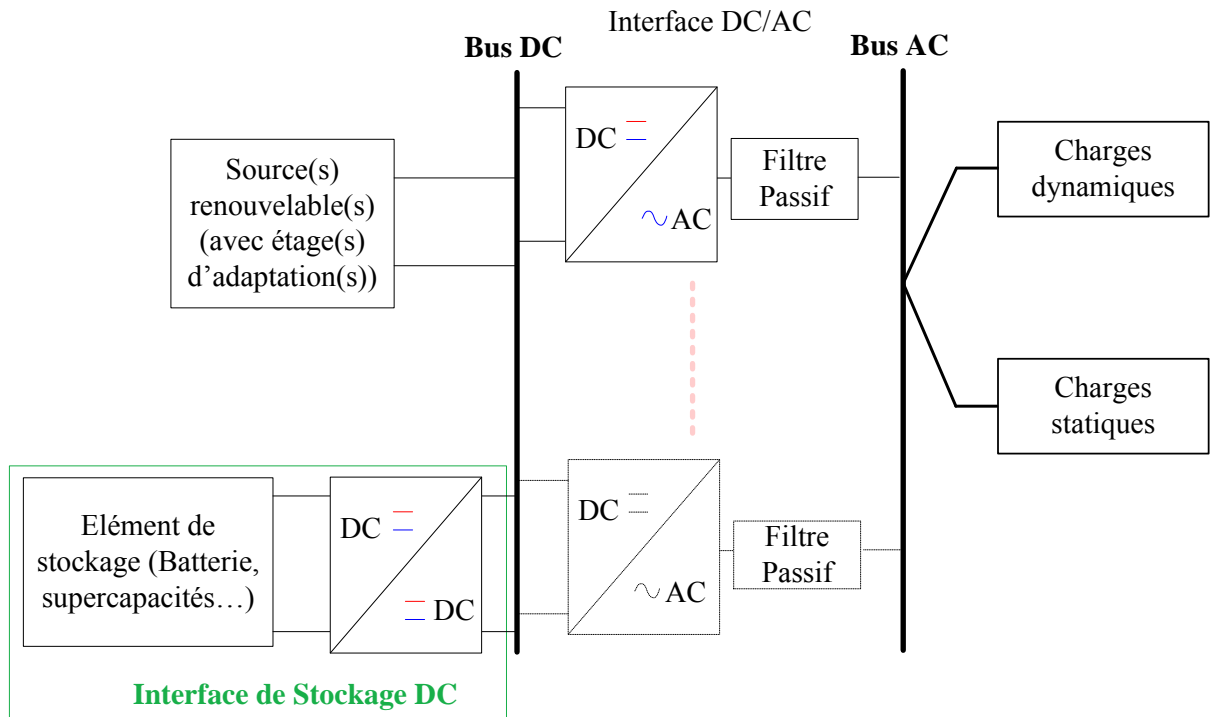 Interface DC/AC
Bus DC
Bus AC
Source(s)
renouvelable(s)
(avec étage(s)
d’adaptation(s))
DC
AC
Filtre
Passif
Charges
dynamiques
Charges
statiques
Elément de
stockage (Batterie,
supercapacités…)
DC
DC
DC
AC
Filtre
Passif
Interface de Stockage DC